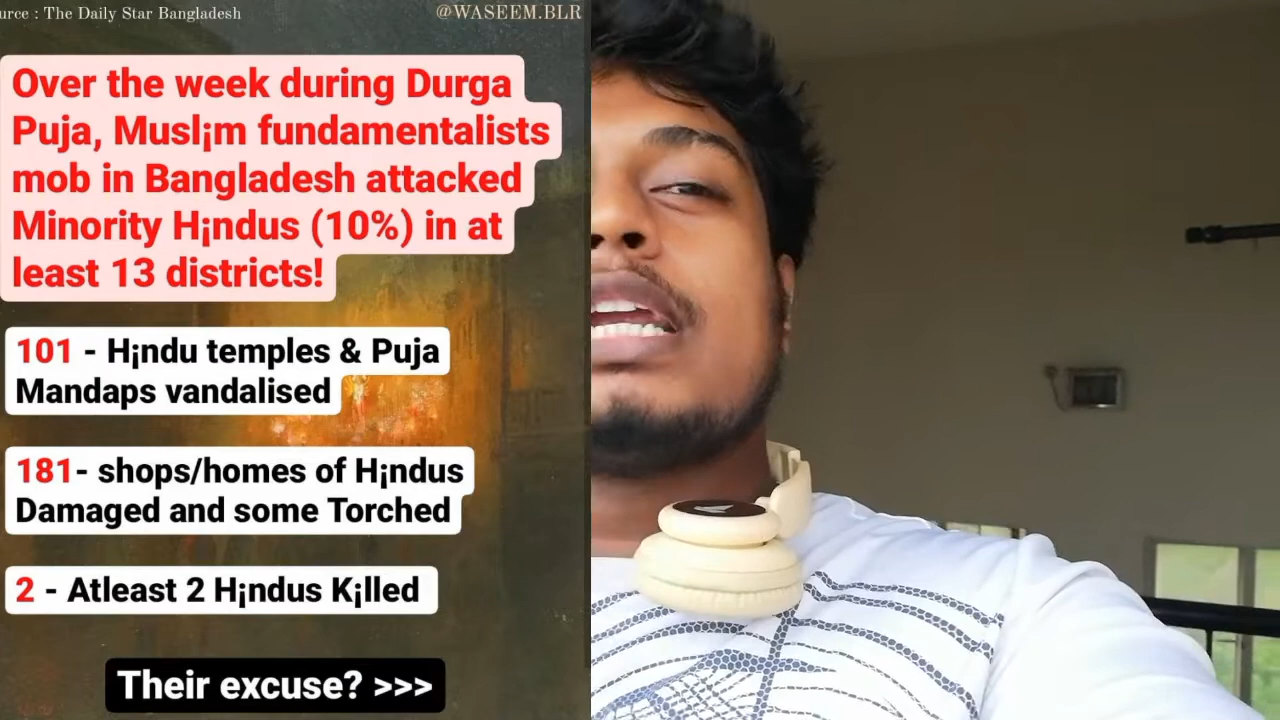 urce : The Daily Star Bangladesh
@WASEEM.BLR
Over the week during Durga
Puja, Musl¡m fundamentalists
mob in Bangladesh attacked
Minority H¡ndus (10%) in at
least 13 districts!
101 - H¡ndu temples & Puja
Mandaps vandalised
181- shops/homes of H¡ndus
Damaged and some Torched
2 - Atleast 2 H¡ndus K¡lled
Their excuse? >>>